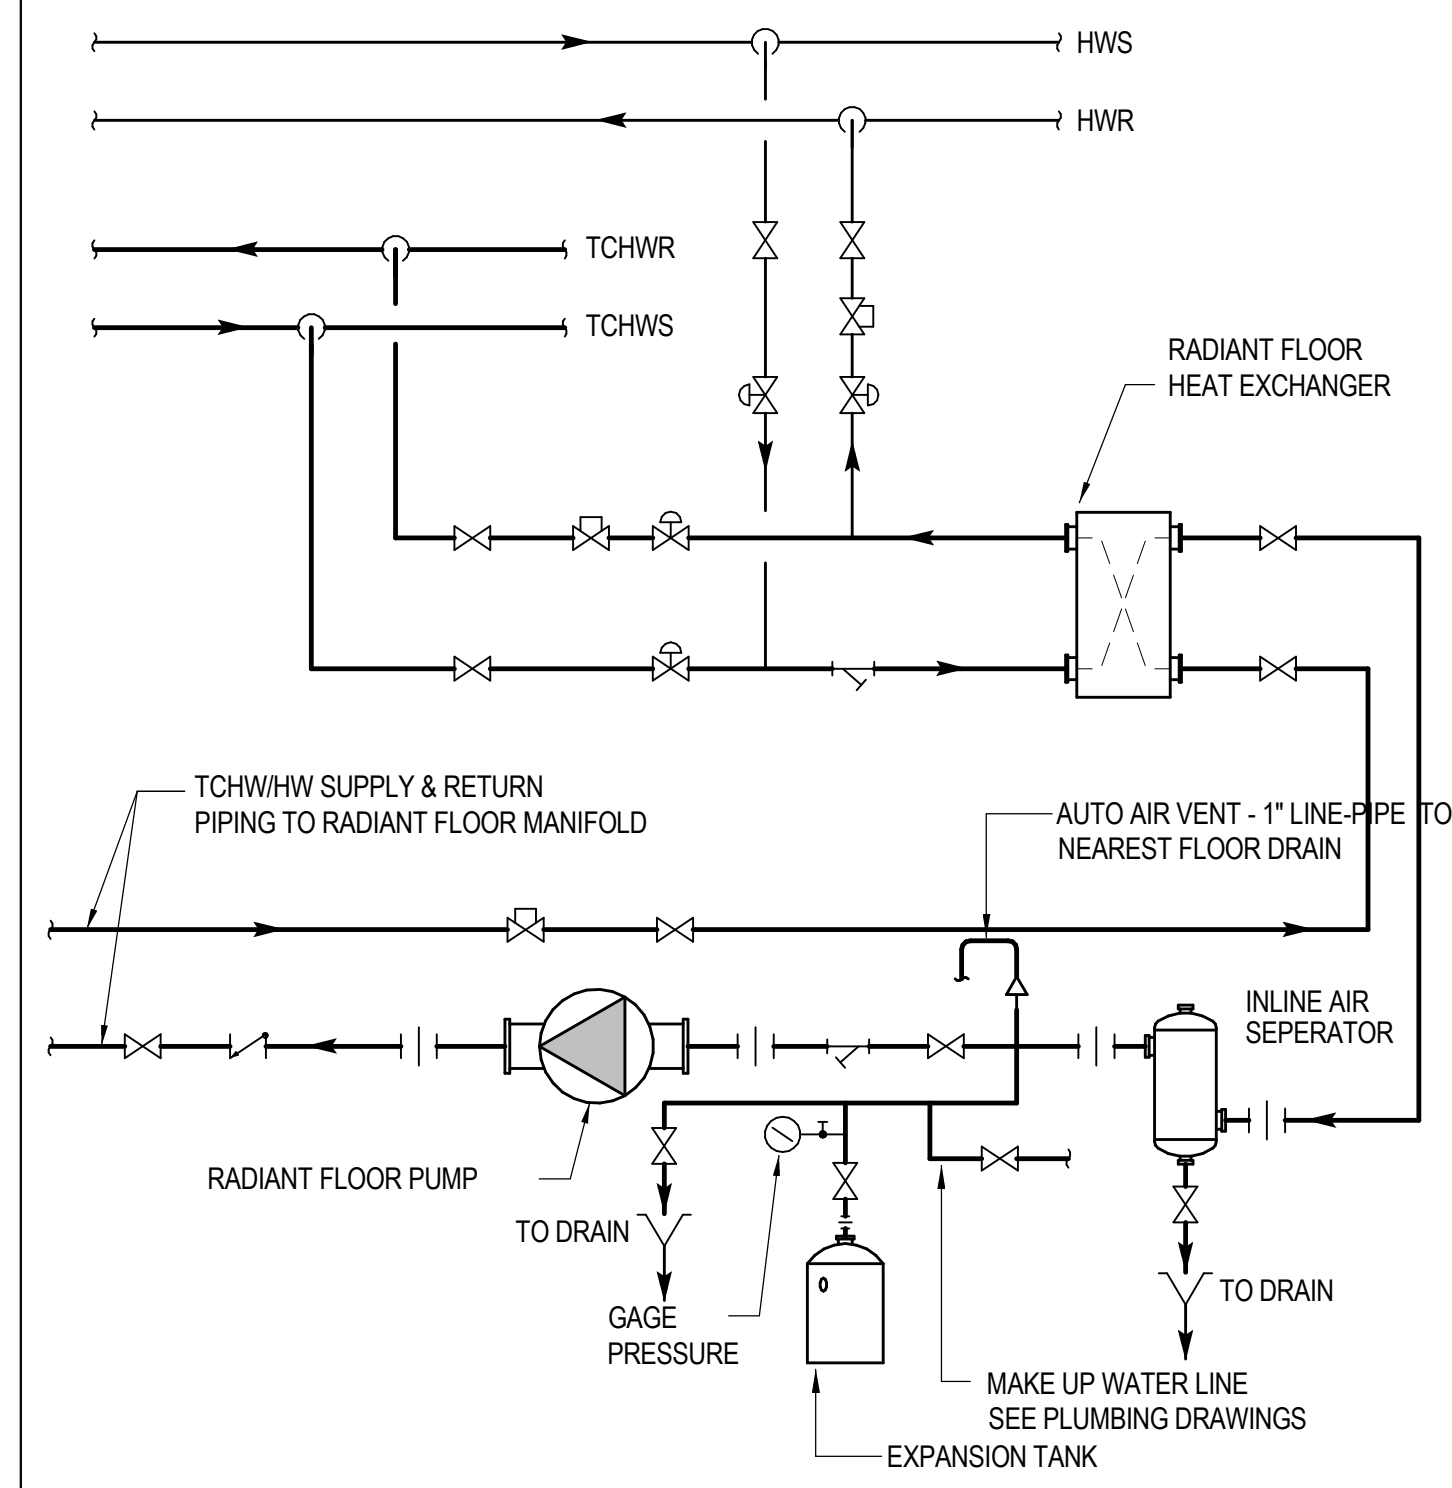 HWS
HWR
TCHWR
TCHWS
RADIANT FLOOR
HEAT EXCHANGER
TCHW/HW SUPPLY & RETURN
PIPING TO RADIANT FLOOR MANIFOLD
AUTO AIR VENT - 1" LINE-PIPE TO
NEAREST FLOOR DRAIN
INLINE AIR
SEPERATOR
RADIANT FLOOR PUMP
TO DRAIN
GAGE
PRESSURE
TO DRAIN
MAKE UP WATER LINE
SEE PLUMBING DRAWINGS
EXPANSION TANK